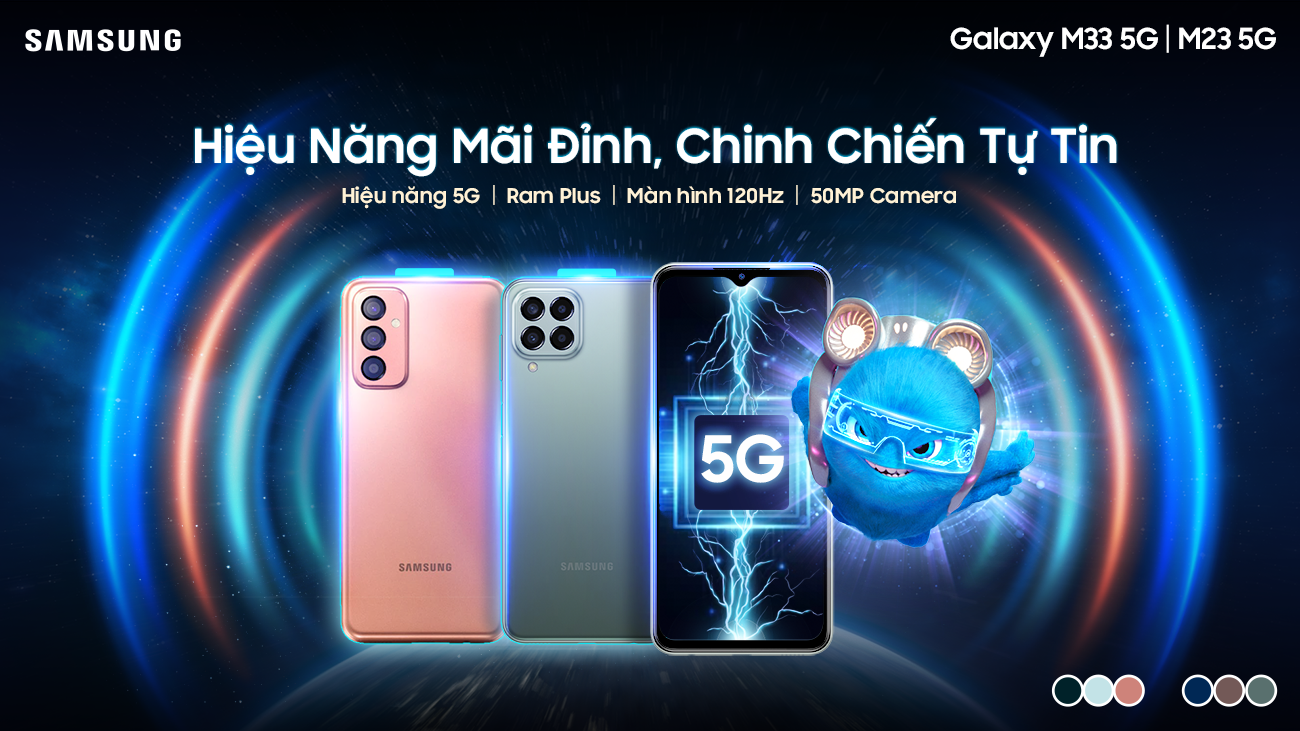 SAMSUNG
Galaxy M33 5G | M23 5G
Hiệu Năng Mãi Đỉnh, Chinh Chiến Tự Tin
Hiệu năng 5G | Ram Plus | Màn hình 120Hz | 50MP Camera
5G
SAMSUNG
SAMSUNG